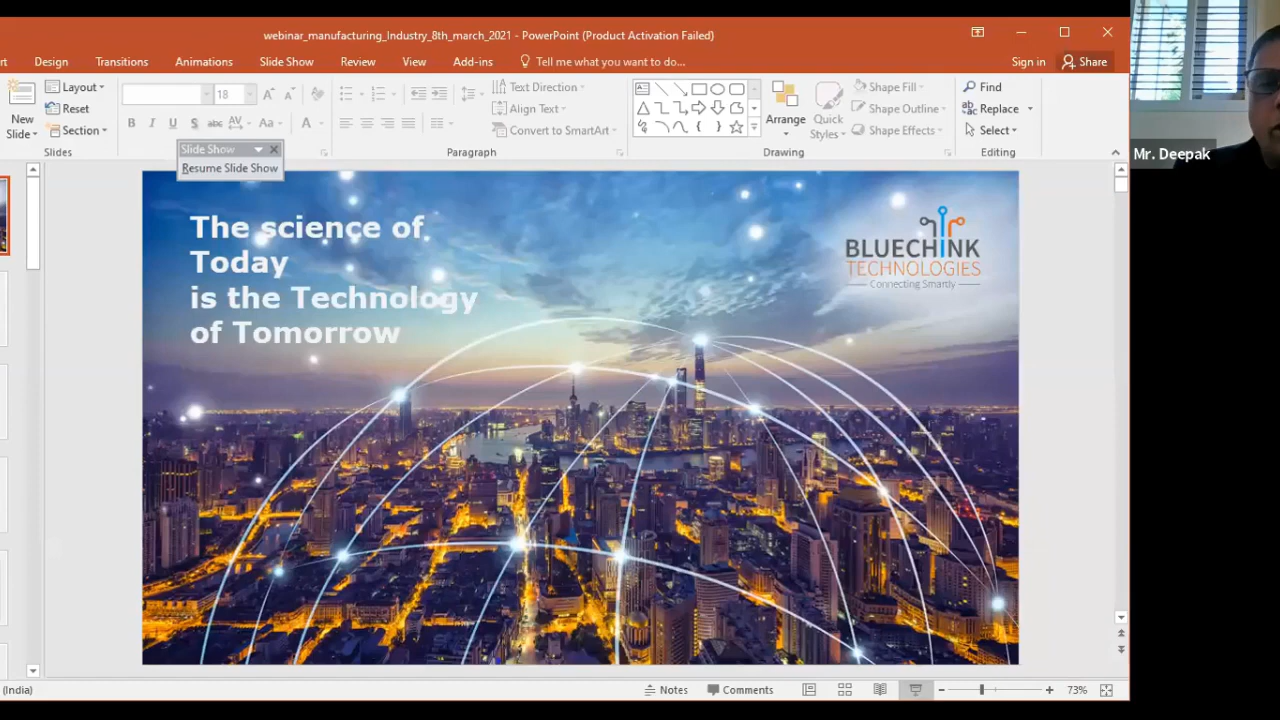 webinar_manufacturing_Industry_8th_march_2021 - PowerPoint (Product Activation Failed)
rt Design Transitions Animations Slide Show Review View Add-ins Tell me what you want to do... Sign in Share
New Slide
Layout
Reset
Section
Slides
18
B I U S abc AV Aa A
Slide Show
Resume Slide Show
Text Direction
Align Text
Convert to SmartArt
Paragraph
Arrange
Quick Styles
Shape Fill
Shape Outline
Shape Effects
Drawing
Find
Replace
Select
Editing
Mr. Deepak
The science of
Today
is the Technology
of Tomorrow
BLUECHINK
TECHNOLOGIES
Connecting Smartly
(India) Notes Comments 73%